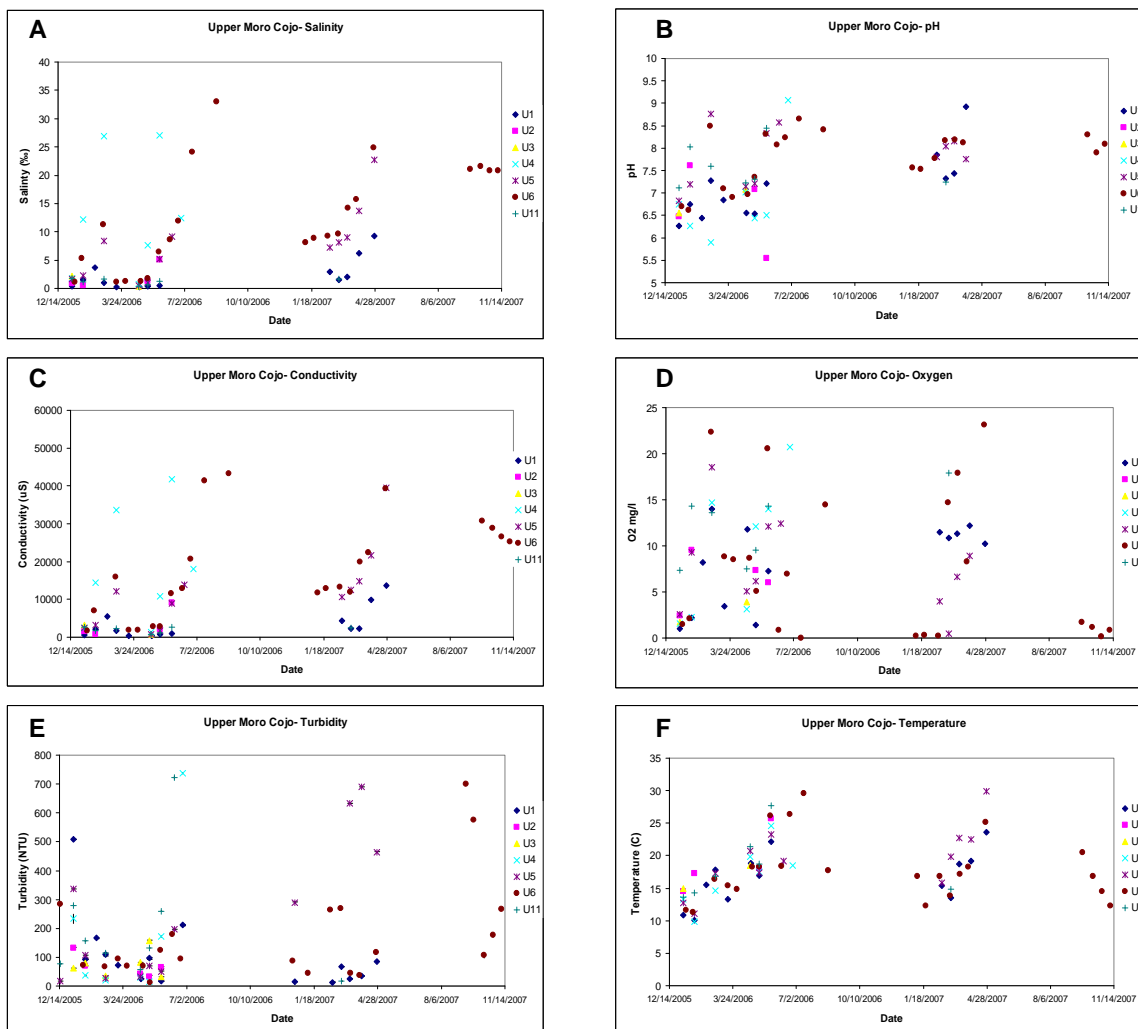 A
Upper Moro Cojo- Salinity
Salinity (‰)
40
35
30
25
20
15
10
5
0
12/14/2005 3/24/2006 7/2/2006 10/10/2006 1/18/2007 4/28/2007 8/6/2007 11/14/2007
Date
U1
U2
U3
U4
U5
U6
U11
B
Upper Moro Cojo- pH
pH
10
9.5
9
8.5
8
7.5
7
6.5
6
5.5
5
12/14/2005 3/24/2006 7/2/2006 10/10/2006 1/18/2007 4/28/2007 8/6/2007 11/14/2007
Date
C
Upper Moro Cojo- Conductivity
Conductivity (uS)
60000
50000
40000
30000
20000
10000
0
12/14/2005 3/24/2006 7/2/2006 10/10/2006 1/18/2007 4/28/2007 8/6/2007 11/14/2007
Date
U1
U2
U3
U4
U5
U6
U11
D
Upper Moro Cojo- Oxygen
O2 mg/l
25
20
15
10
5
0
12/14/2005 3/24/2006 7/2/2006 10/10/2006 1/18/2007 4/28/2007 8/6/2007 11/14/2007
Date
E
Upper Moro Cojo- Turbidity
Turbidity (NTU)
800
700
600
500
400
300
200
100
0
12/14/2005 3/24/2006 7/2/2006 10/10/2006 1/18/2007 4/28/2007 8/6/2007 11/14/2007
Date
U1
U2
U3
U4
U5
U6
U11
F
Upper Moro Cojo- Temperature
Temperature (C)
35
30
25
20
15
10
5
0
12/14/2005 3/24/2006 7/2/2006 10/10/2006 1/18/2007 4/28/2007 8/6/2007 11/14/2007
Date